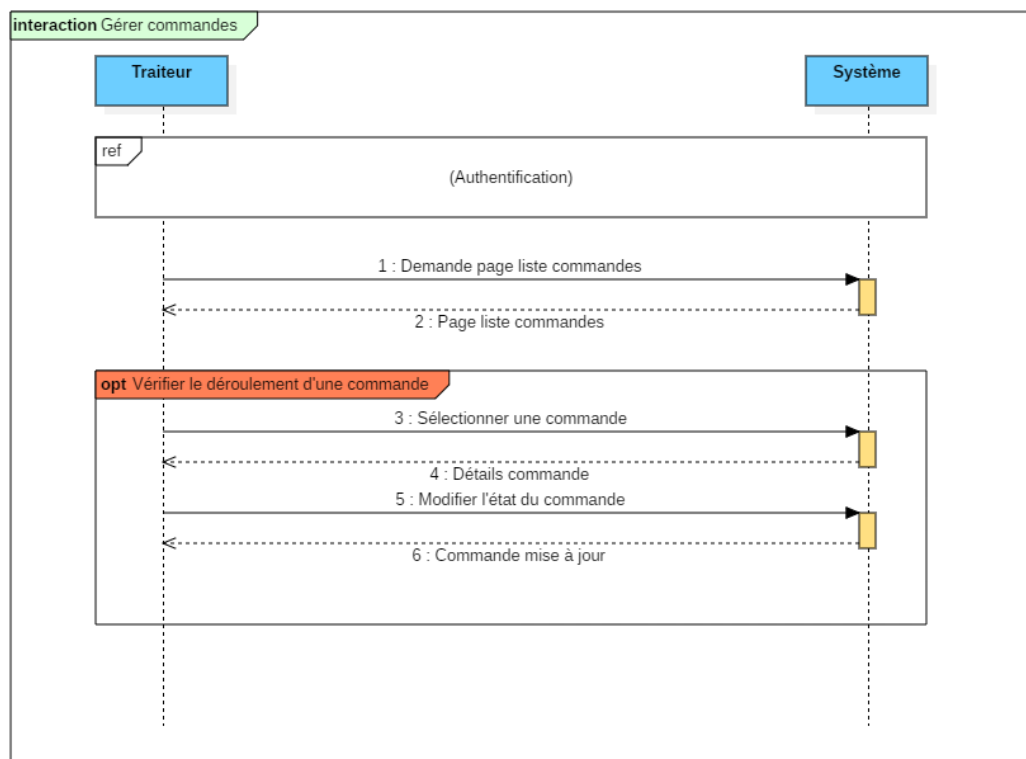 interaction Gérer commandes
Traiteur
Système
ref
(Authentification)
1 : Demande page liste commandes
2 : Page liste commandes
opt Vérifier le déroulement d'une commande
3 : Sélectionner une commande
4 : Détails commande
5 : Modifier l'état du commande
6 : Commande mise à jour